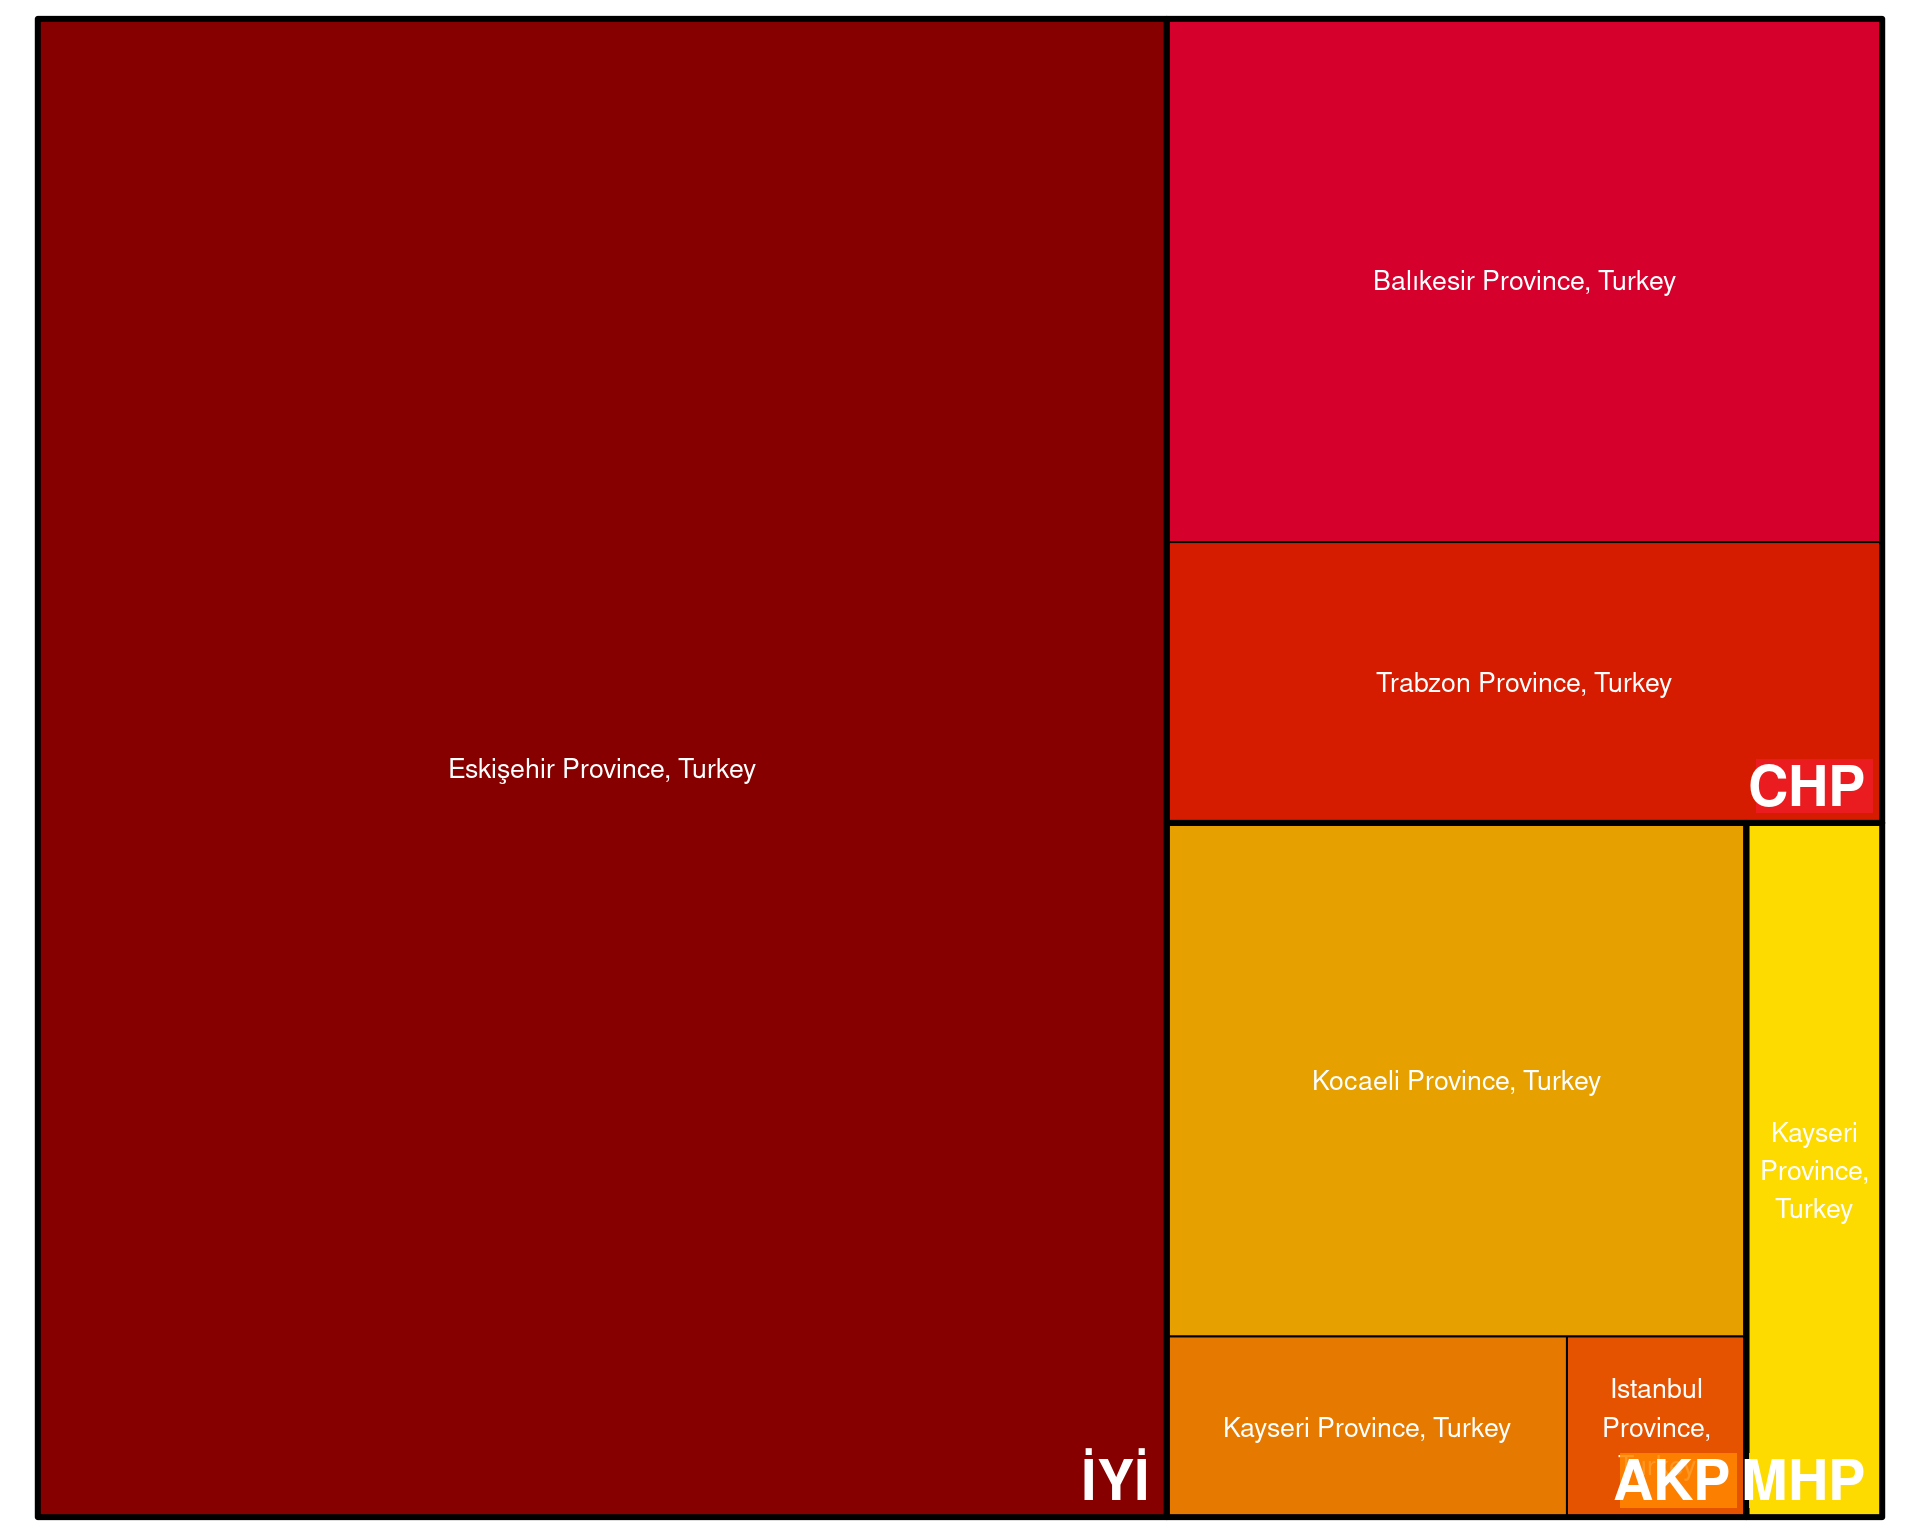 Balıkesir Province, Turkey
Trabzon Province, Turkey
Eskişehir Province, Turkey
CHP
Kocaeli Province, Turkey
Kayseri
Province,
Turkey
Istanbul
Province,
Kayseri Province, Turkey
İYİ
AKP
MHP